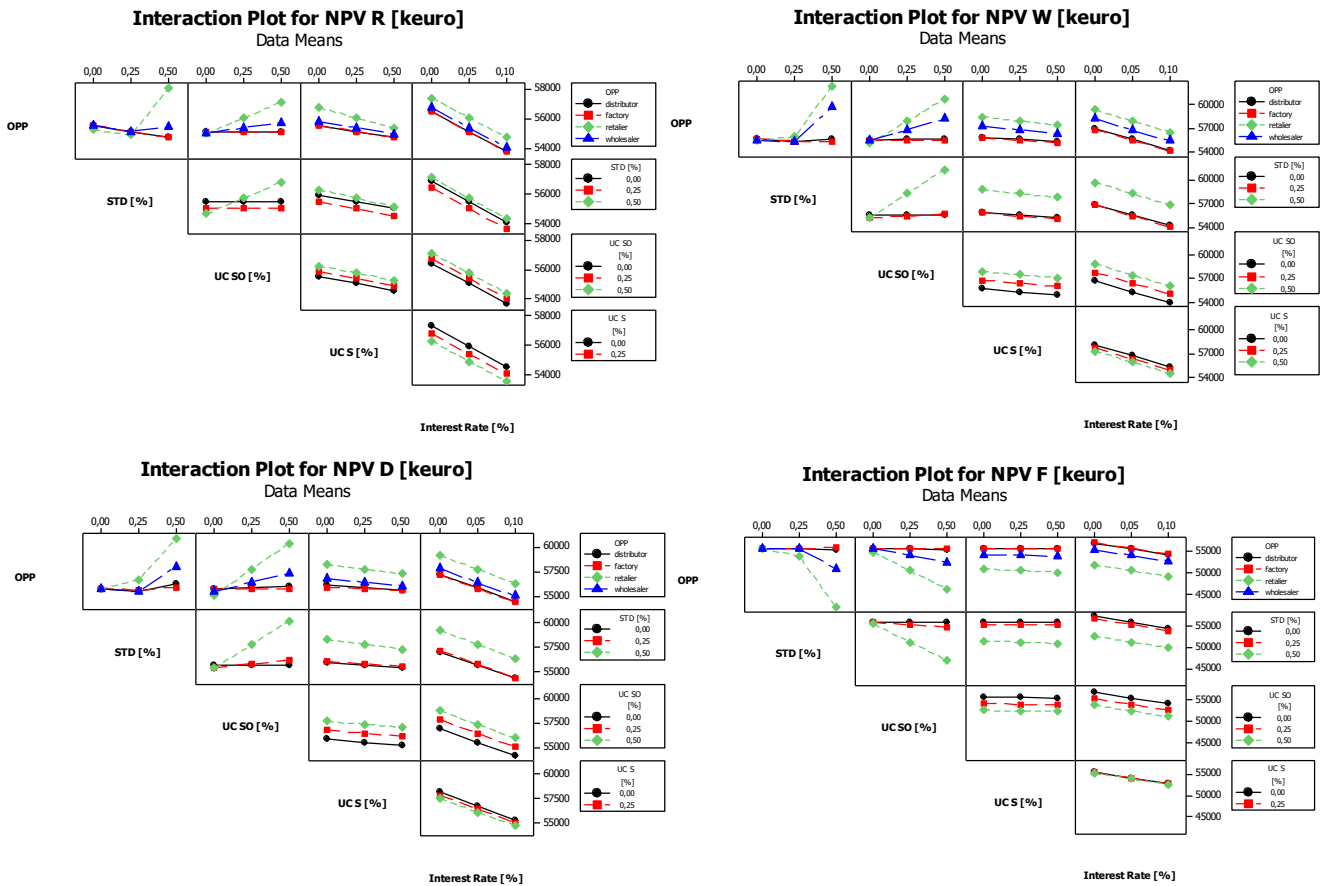 Interaction Plot for NPV R [keuro]
Data Means
0,00 0,25 0,50 0,00 0,25 0,50 0,00 0,25 0,50 0,00 0,05 0,10
OPP
58000
56000
54000
OPP
distributor
factory
retalier
wholesaler
STD [%]
58000
56000
54000
STD [%]
0,00
0,25
0,50
UC SO [%]
58000
56000
54000
UC SO
[%]
0,00
0,25
0,50
UC S [%]
58000
56000
54000
UC S
[%]
0,00
0,25
0,50
Interest Rate [%]
Interaction Plot for NPV W [keuro]
Data Means
0,00 0,25 0,50 0,00 0,25 0,50 0,00 0,25 0,50 0,00 0,05 0,10
OPP
60000
57000
54000
OPP
distributor
factory
retalier
wholesaler
STD [%]
60000
57000
54000
STD [%]
0,00
0,25
0,50
UC SO [%]
60000
57000
54000
UC SO
[%]
0,00
0,25
0,50
UC S [%]
60000
57000
54000
UC S
[%]
0,00
0,25
0,50
Interest Rate [%]
Interaction Plot for NPV D [keuro]
Data Means
0,00 0,25 0,50 0,00 0,25 0,50 0,00 0,25 0,50 0,00 0,05 0,10
OPP
60000
57500
55000
OPP
distributor
factory
retalier
wholesaler
STD [%]
60000
57500
55000
STD [%]
0,00
0,25
0,50
UC SO [%]
60000
57500
55000
UC SO
[%]
0,00
0,25
0,50
UC S [%]
60000
57500
55000
UC S
[%]
0,00
0,25
Interest Rate [%]
Interaction Plot for NPV F [keuro]
Data Means
0,00 0,25 0,50 0,00 0,25 0,50 0,00 0,25 0,50 0,00 0,05 0,10
OPP
55000
50000
45000
OPP
distributor
factory
retalier
wholesaler
STD [%]
55000
50000
45000
STD [%]
0,00
0,25
0,50
UC SO [%]
55000
50000
45000
UC SO
[%]
0,00
0,25
0,50
UC S [%]
55000
50000
45000
UC S
[%]
0,00
0,25
Interest Rate [%]